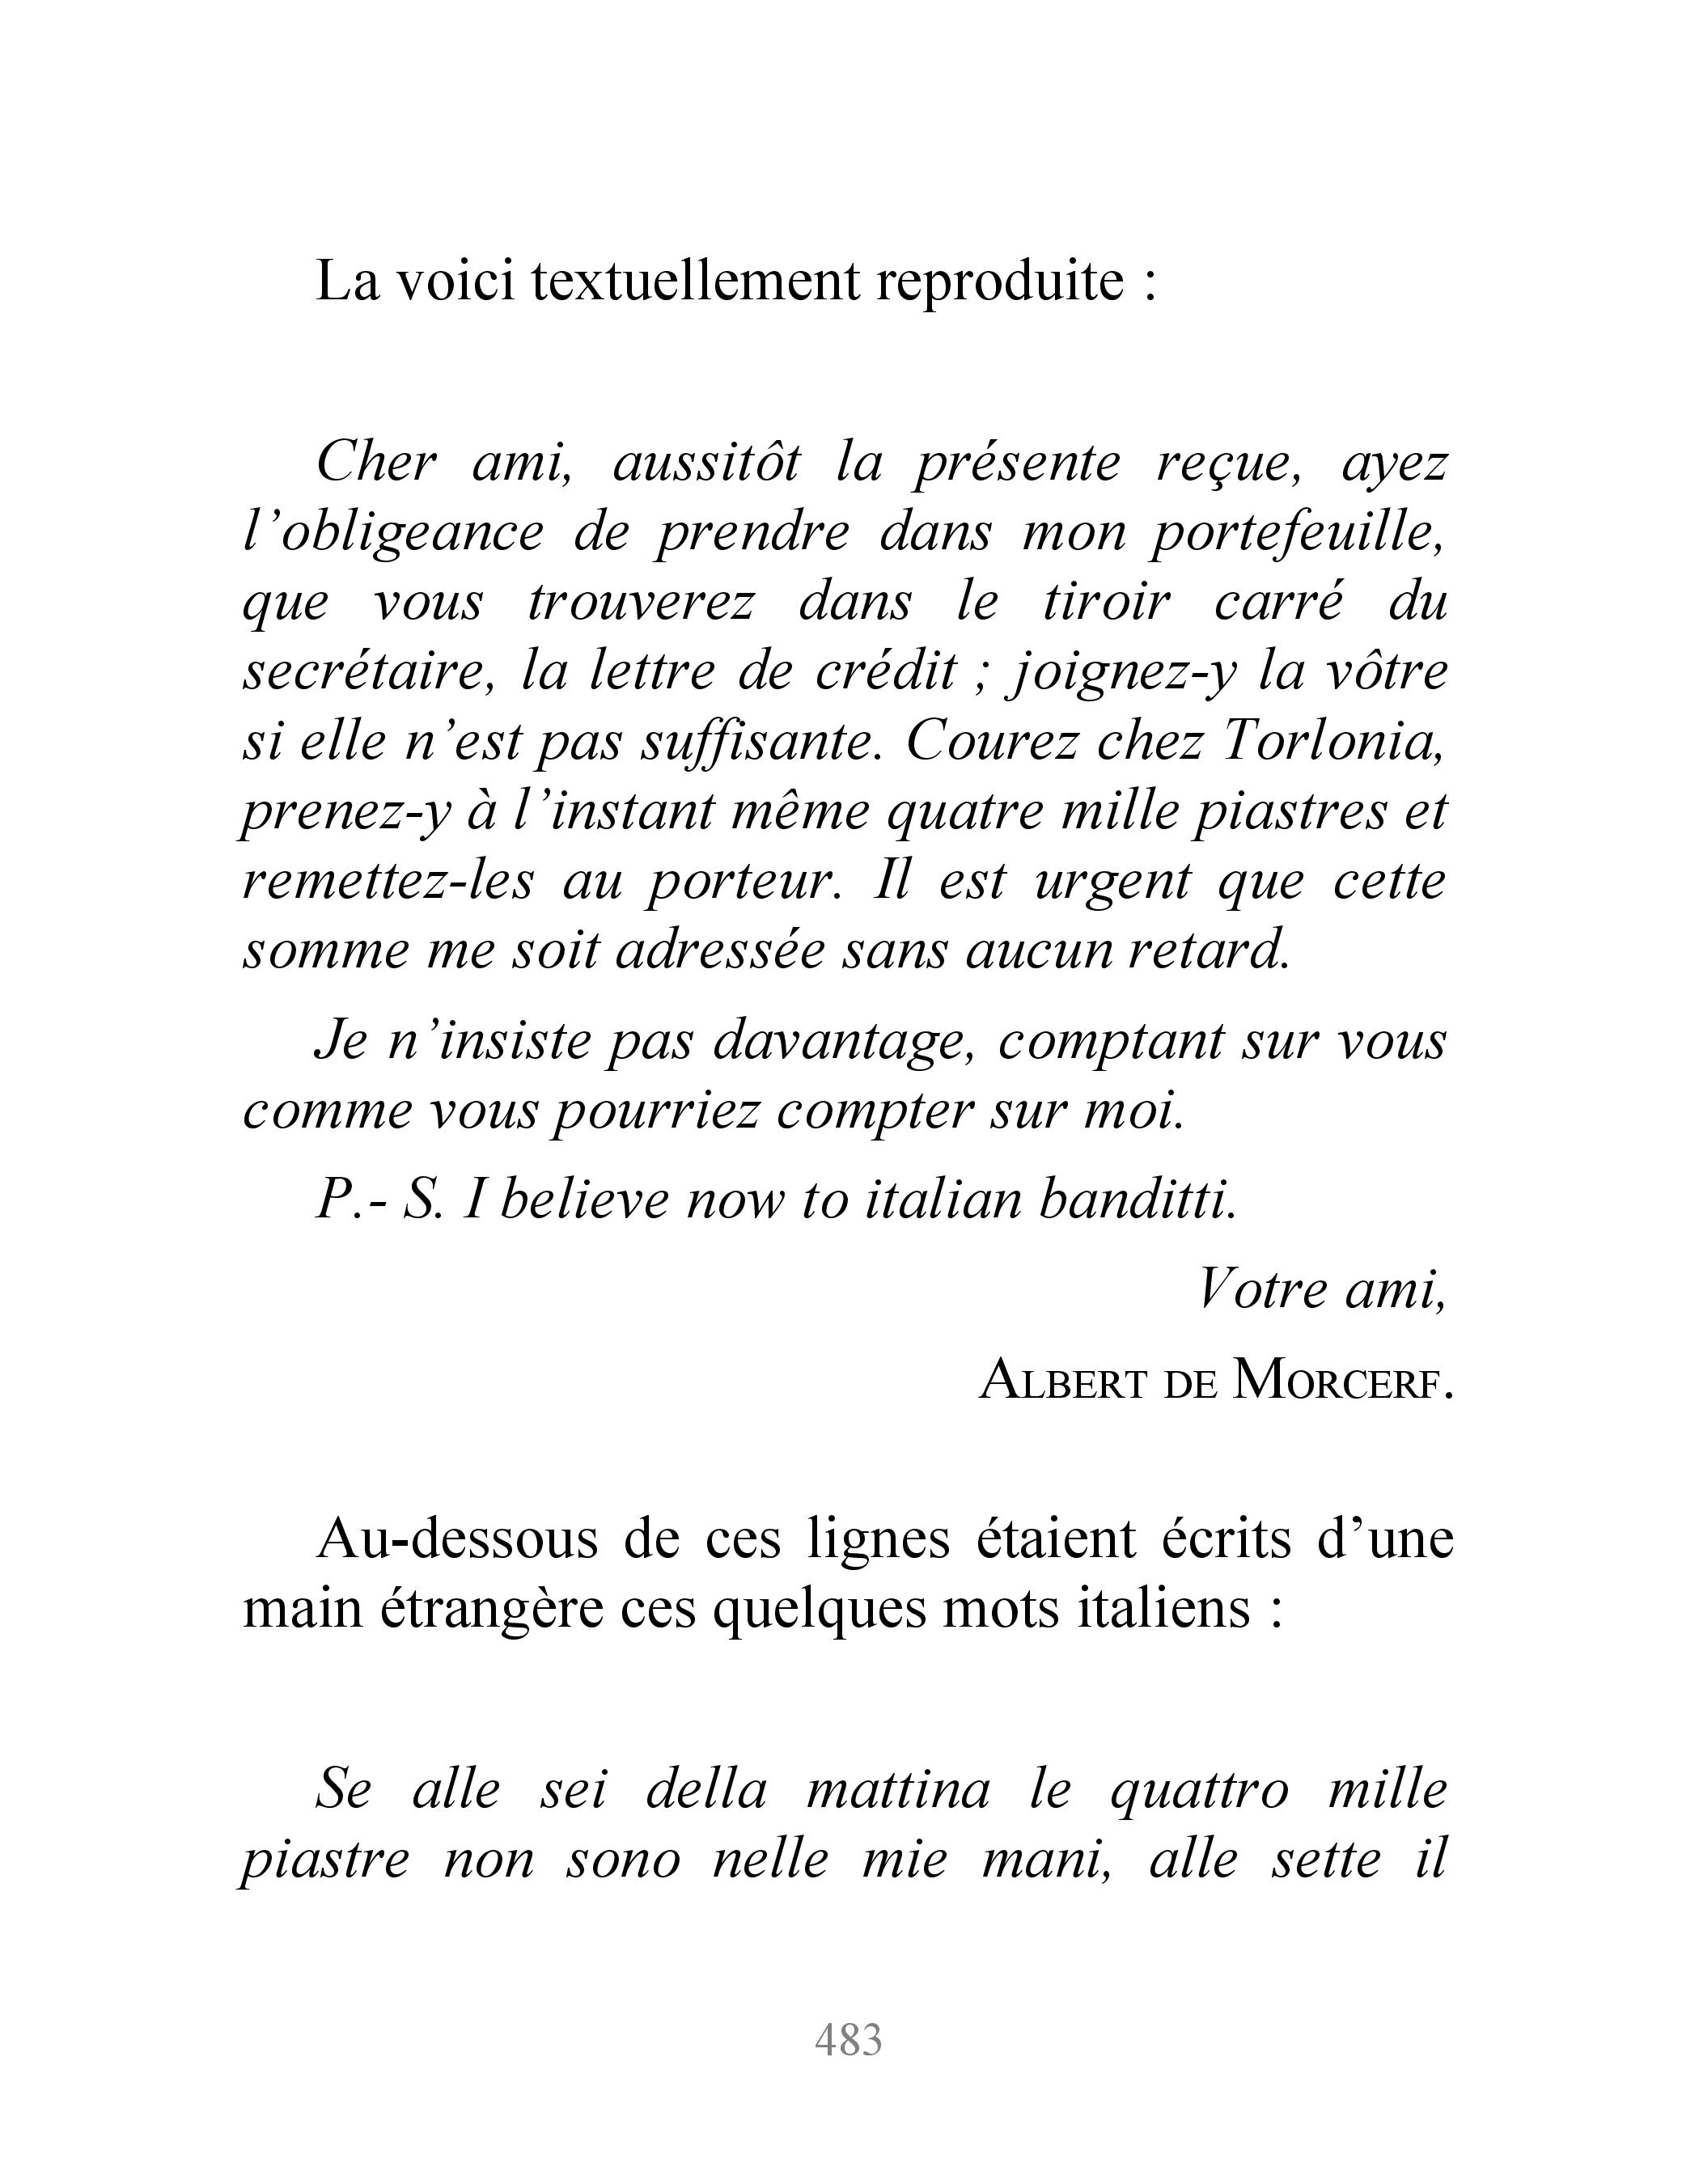 La voici textuellement reproduite :
Cher ami, aussitôt la présente reçue, ayez
l’obligeance de prendre dans mon portefeuille,
que vous trouverez dans le tiroir carré du
secrétaire, la lettre de crédit ; joignez-y la vôtre
si elle n’est pas suffisante. Courez chez Torlonia,
prenez-y à l’instant même quatre mille piastres et
remettez-les au porteur. Il est urgent que cette
somme me soit adressée sans aucun retard.
Je n’insiste pas davantage, comptant sur vous
comme vous pourriez compter sur moi.
P.- S. I believe now to italian banditti.
Votre ami,
ALBERT DE MORCERF.
Au-dessous de ces lignes étaient écrits d’une
main étrangère ces quelques mots italiens :
Se alle sei della mattina le quattro mille
piastre non sono nelle mie mani, alle sette il
483